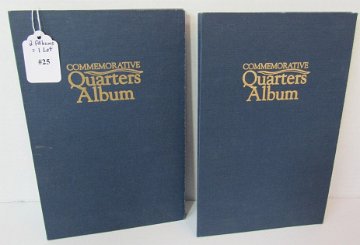 2 Albums
= 1 Lot
#25
COMMEMORATIVE
Quarters
Album
COMMEMORATIVE
Quarters
Album